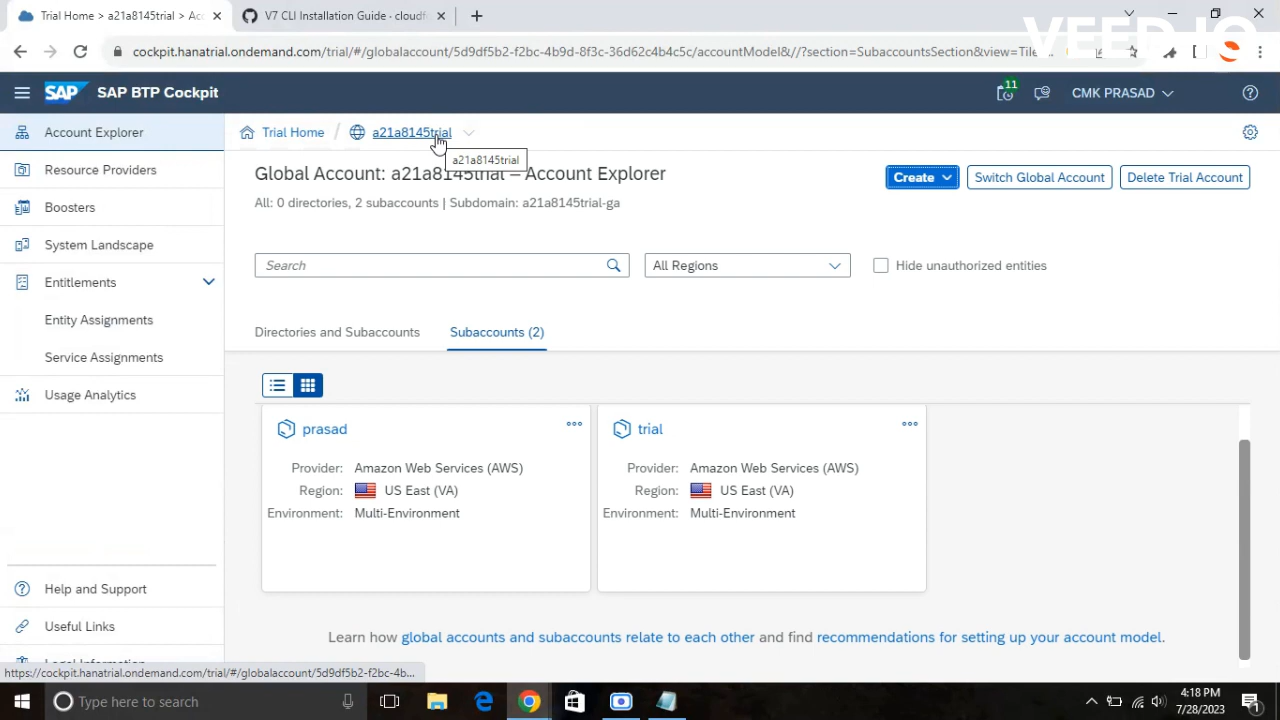 Trial Home > a21a8145trial > Acc
V7 CLI Installation Guide · cloudf
VEED.IO
cockpit.hanatrial.ondemand.com/trial/#/globalaccount/5d9df5b2-f2bc-4b9d-8f3c-36d62c4b4c5c/accountModel&//?section=SubaccountsSection&view=Tile...
SAP
SAP BTP Cockpit
11
CMK PRASAD
Account Explorer
Resource Providers
Boosters
System Landscape
Entitlements
Entity Assignments
Service Assignments
Usage Analytics
Help and Support
Useful Links
Legal Information
Trial Home / a21a8145trial
a21a8145trial
Global Account: a21a8145trial – Account Explorer
Create
Switch Global Account
Delete Trial Account
All: 0 directories, 2 subaccounts | Subdomain: a21a8145trial-ga
Search
All Regions
Hide unauthorized entities
Directories and Subaccounts
Subaccounts (2)
prasad
Provider: Amazon Web Services (AWS)
Region: US East (VA)
Environment: Multi-Environment
trial
Provider: Amazon Web Services (AWS)
Region: US East (VA)
Environment: Multi-Environment
Learn how global accounts and subaccounts relate to each other and find recommendations for setting up your account model.
https://cockpit.hanatrial.ondemand.com/trial/#/globalaccount/5d9df5b2-f2bc-4b...
Type here to search
4:18 PM
7/28/2023
1